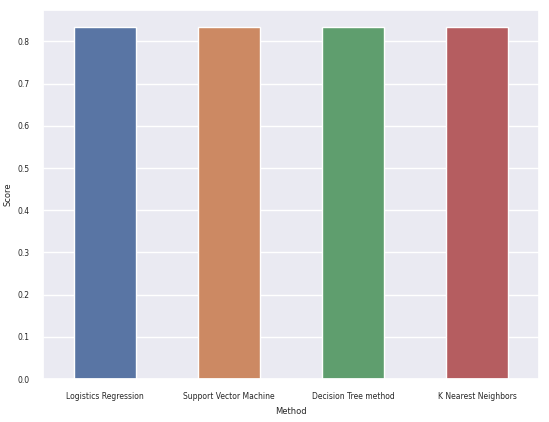 0.8
0.7
0.6
0.5
0.4
0.3
0.2
0.1
0.0
Score
Logistics Regression
Support Vector Machine
Decision Tree method
K Nearest Neighbors
Method